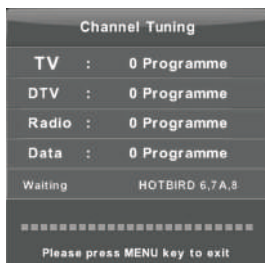 Channel Tuning
TV : 0 Programme
DTV : 0 Programme
Radio : 0 Programme
Data : 0 Programme
Waiting HOTBIRD 6,7A,8
Please press MENU key to exit